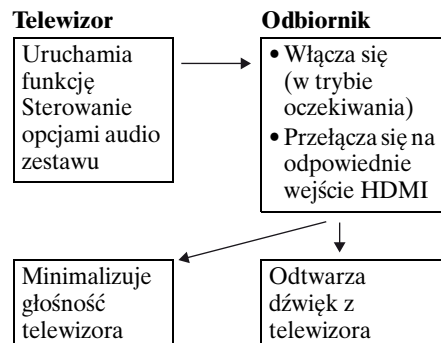 Telewizor
Odbiornik
Uruchamia
funkcję
Sterowanie
opcjami audio
zestawu
• Włącza się
(w trybie
oczekiwania)
• Przełącza się na
odpowiednie
wejście HDMI
Minimalizuje
głośność
telewizora
Odtwarza
dźwięk z
telewizora